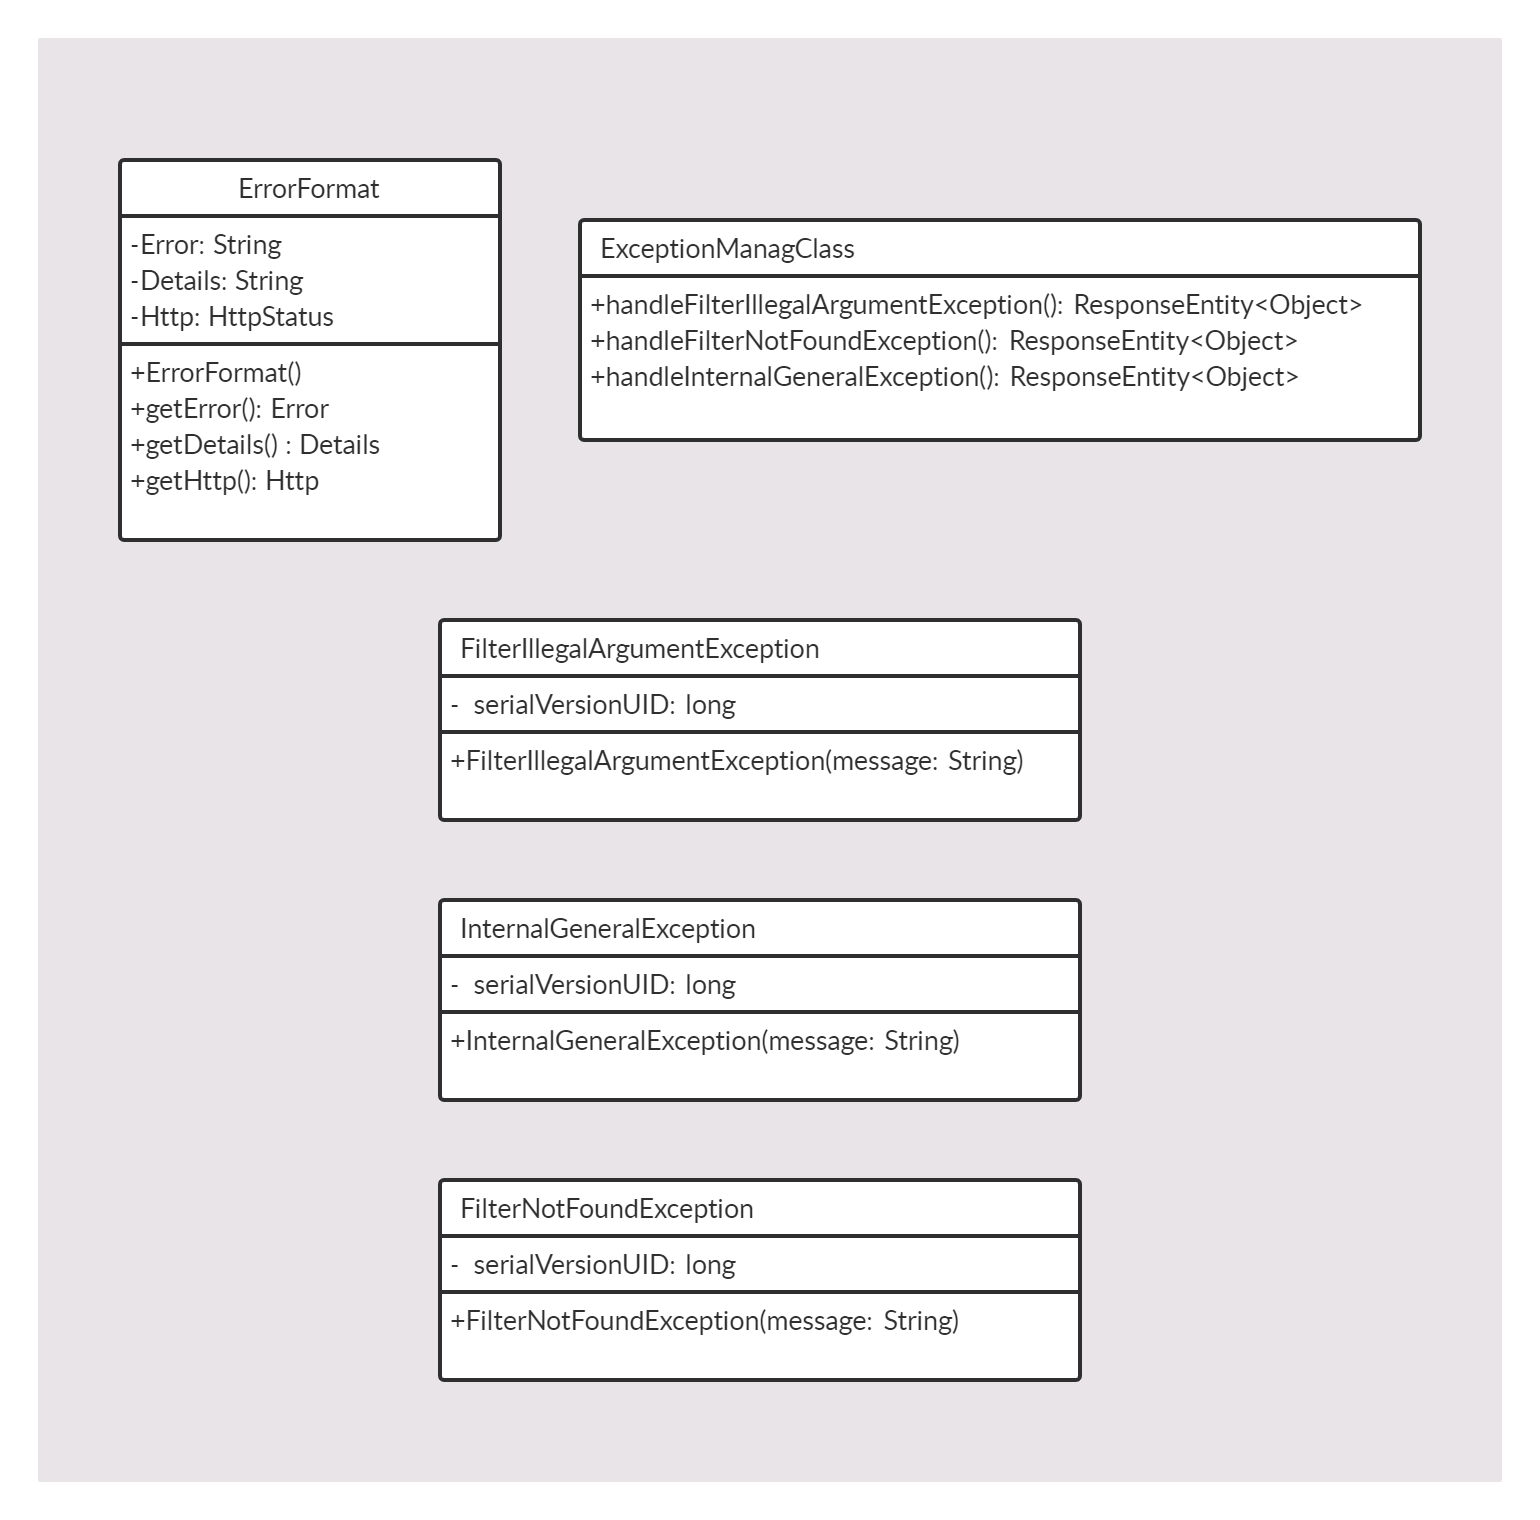 ErrorFormat
-Error: String
-Details: String
-Http: HttpStatus
+ErrorFormat()
+getError(): Error
+getDetails() : Details
+getHttp(): Http
ExceptionManagClass
+handleFilterIllegalArgumentException(): ResponseEntity<Object>
+handleFilterNotFoundException(): ResponseEntity<Object>
+handleInternalGeneralException(): ResponseEntity<Object>
FilterIllegalArgumentException
- serialVersionUID: long
+FilterIllegalArgumentException(message: String)
InternalGeneralException
- serialVersionUID: long
+InternalGeneralException(message: String)
FilterNotFoundException
- serialVersionUID: long
+FilterNotFoundException(message: String)